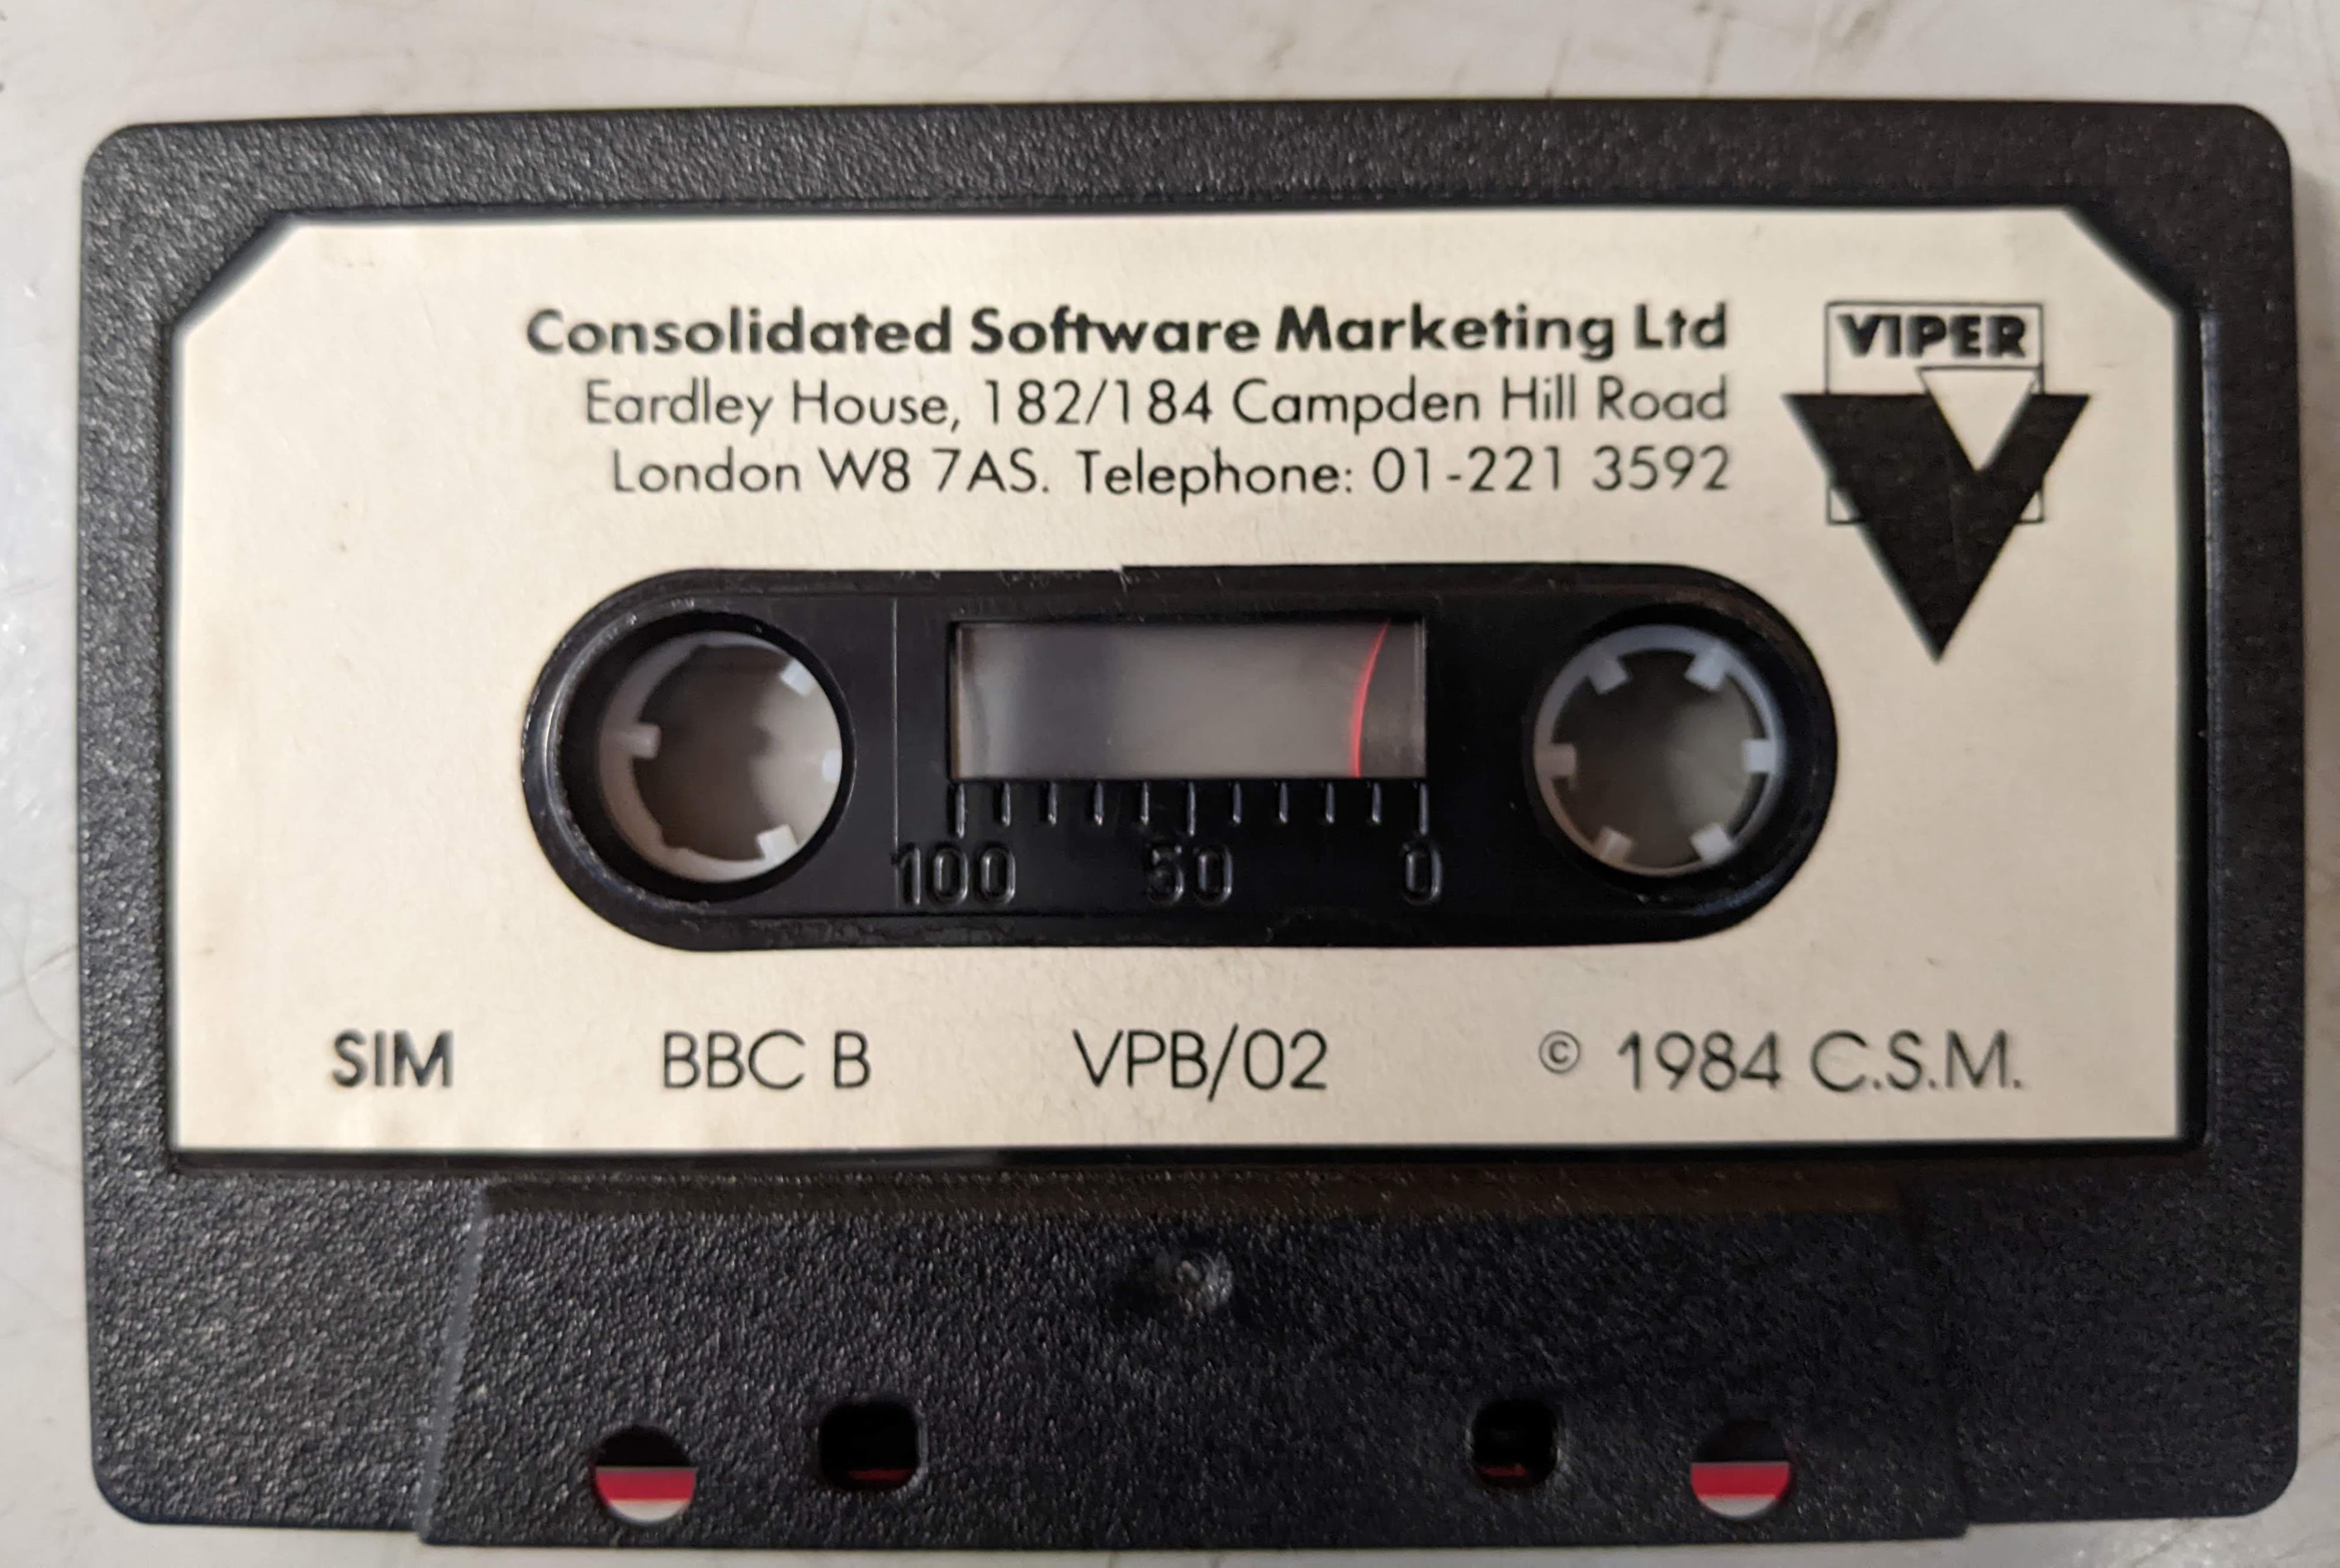 Consolidated Software Marketing Ltd
Eardley House, 182/184 Campden Hill Road
London W8 7AS. Telephone: 01-221 3592
VIPER
100 50 0
SIM BBC B VPB/02 © 1984 C.S.M.